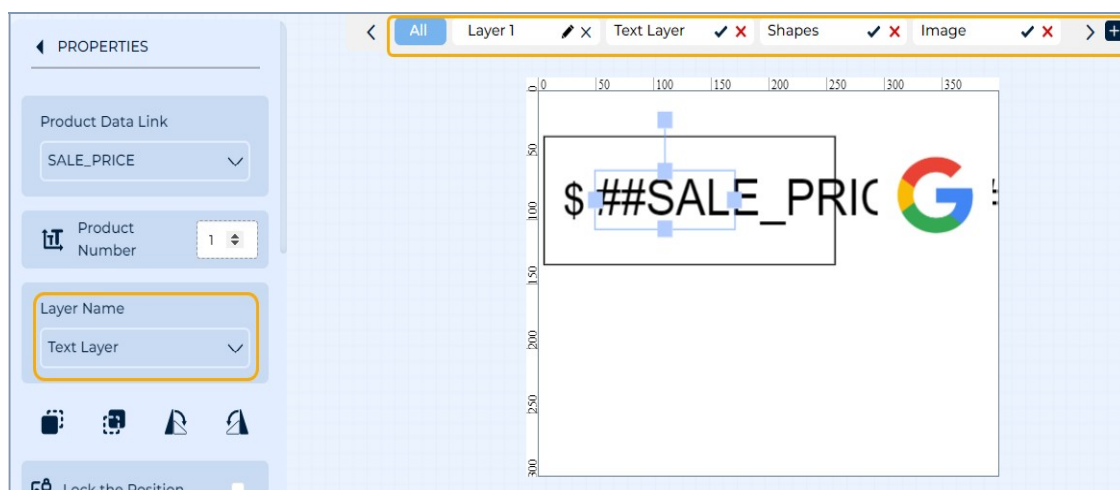 PROPERTIES
All
Layer 1
Text Layer
Shapes
Image
Product Data Link
SALE_PRICE
Product
Number
1
Layer Name
Text Layer
Lock the Position
0 50 100 150 200 250 300 350
0
50
100
150
200
250
300
$ ##SALE_PRIC